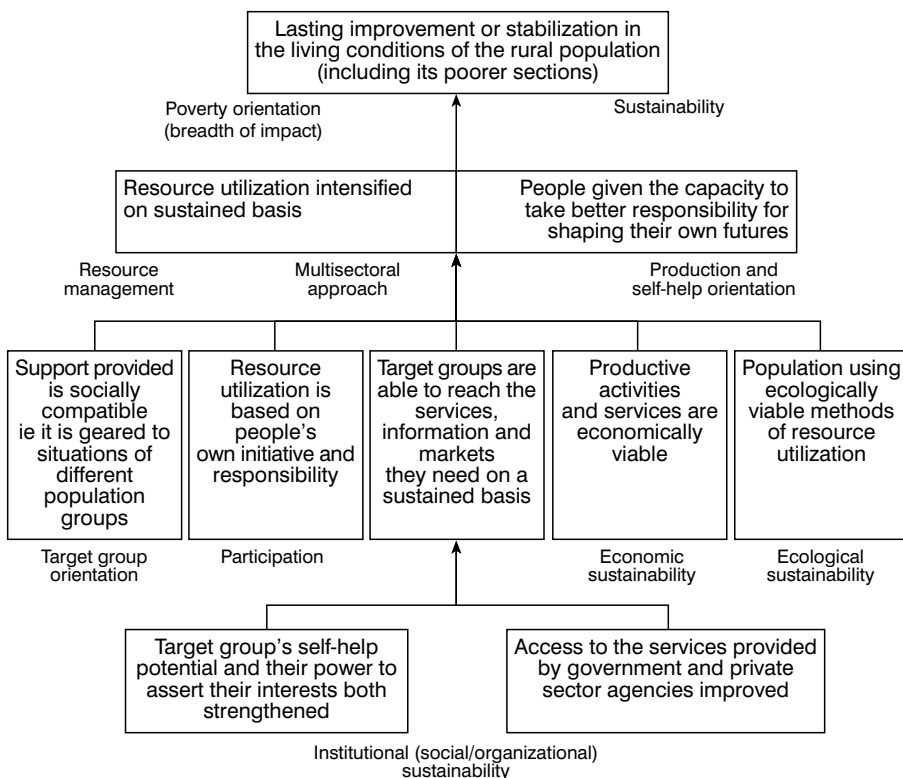 Lasting improvement or stabilization in
the living conditions of the rural population
(including its poorer sections)
Poverty orientation
(breadth of impact)
Sustainability
Resource utilization intensified
on sustained basis
People given the capacity to
take better responsibility for
shaping their own futures
Resource
management
Multisectoral
approach
Production and
self-help orientation
Support provided
is socially
compatible
ie it is geared to
situations of
different
population
groups
Resource
utilization is
based on
people's
own initiative and
responsibility
Target groups are
able to reach the
services,
information and
markets
they need on a
sustained basis
Productive
activities
and services are
economically
viable
Population using
ecologically
viable methods
of resource
utilization
Target group
orientation
Participation
Economic
sustainability
Ecological
sustainability
Target group's self-help
potential and their power to
assert their interests both
strengthened
Access to the services provided
by government and private
sector agencies improved
Institutional (social/organizational)
sustainability